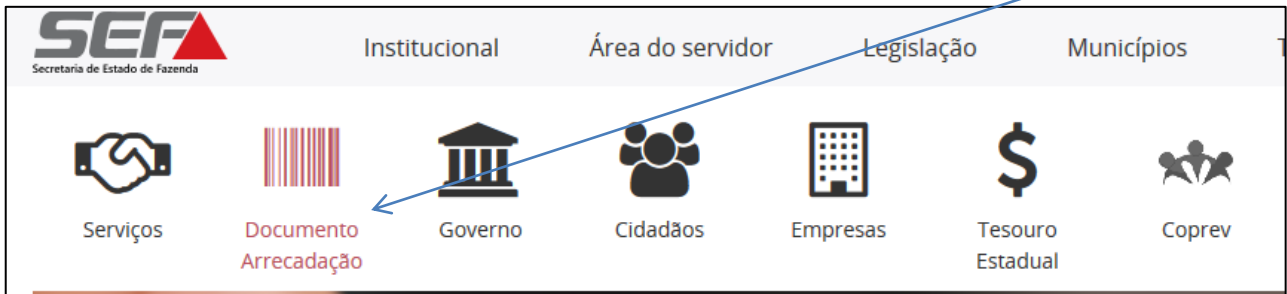 SEF
Secretaria de Estado de Fazenda
Institucional Área do servidor Legislação Municípios
Serviços Documento Governo Cidadãos Empresas Tesouro Coprev
Arrecadação Estadual